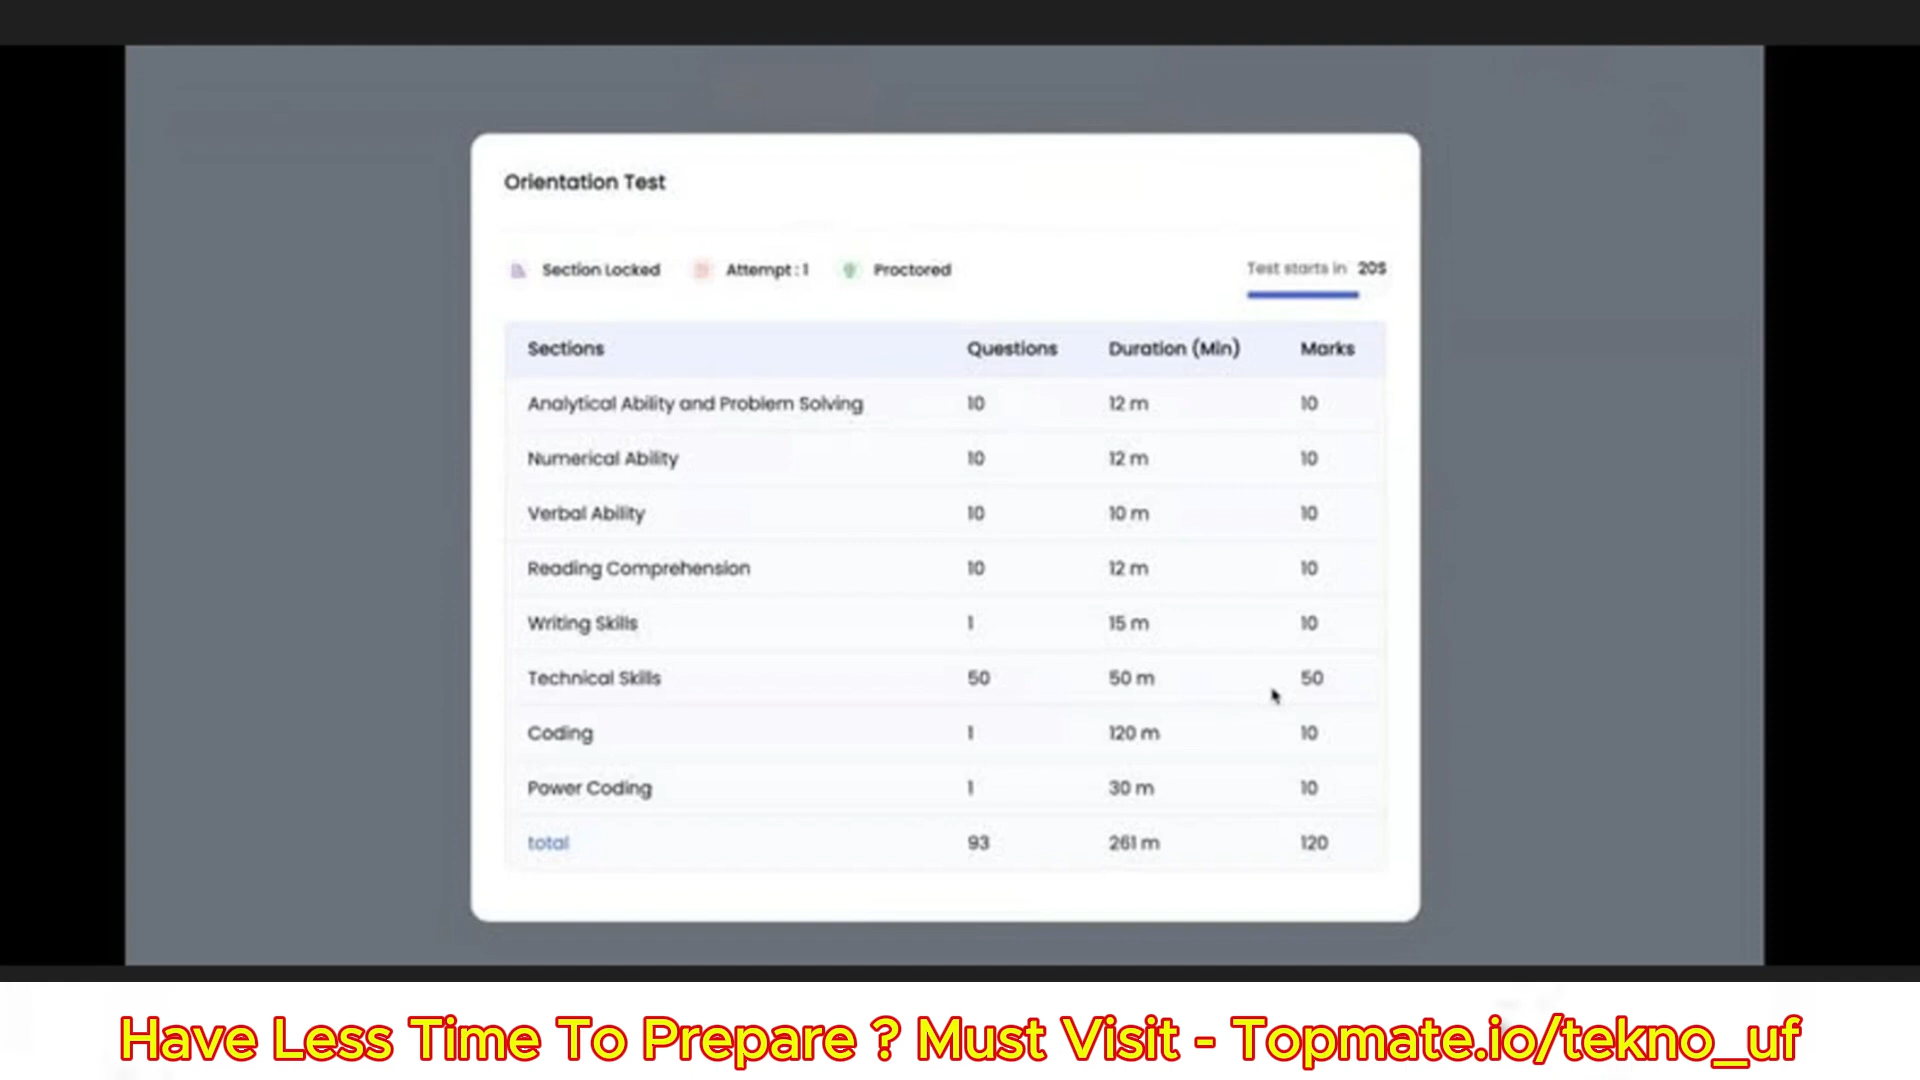 Orientation Test
Section Locked Attempt : 1 Proctored Test starts in 20S
Sections Questions Duration (Min) Marks
Analytical Ability and Problem Solving 10 12 m 10
Numerical Ability 10 12 m 10
Verbal Ability 10 10 m 10
Reading Comprehension 10 12 m 10
Writing Skills 1 15 m 10
Technical Skills 50 50 m 50
Coding 1 120 m 10
Power Coding 1 30 m 10
total 93 261 m 120
Have Less Time To Prepare ? Must Visit - Topmate.io/tekno_uf